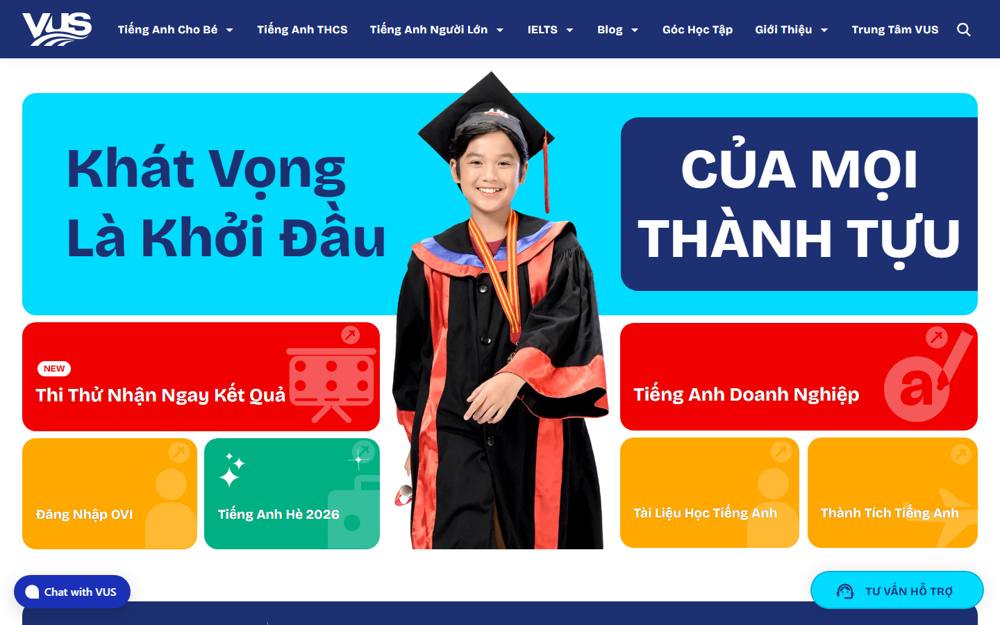 VUS
Tiếng Anh Cho Bé
Tiếng Anh THCS
Tiếng Anh Người Lớn
IELTS
Blog
Góc Học Tập
Giới Thiệu
Trung Tâm VUS
Khát Vọng
Là Khởi Đầu
VUS
CỦA MỌI
THÀNH TỰU
NEW
Thi Thử Nhận Ngay Kết Quả
Tiếng Anh Doanh Nghiệp
a
Đăng Nhập OVI
Tiếng Anh Hè 2026
Tài Liệu Học Tiếng Anh
Thành Tích Tiếng Anh
Chat with VUS
TƯ VẤN HỖ TRỢ